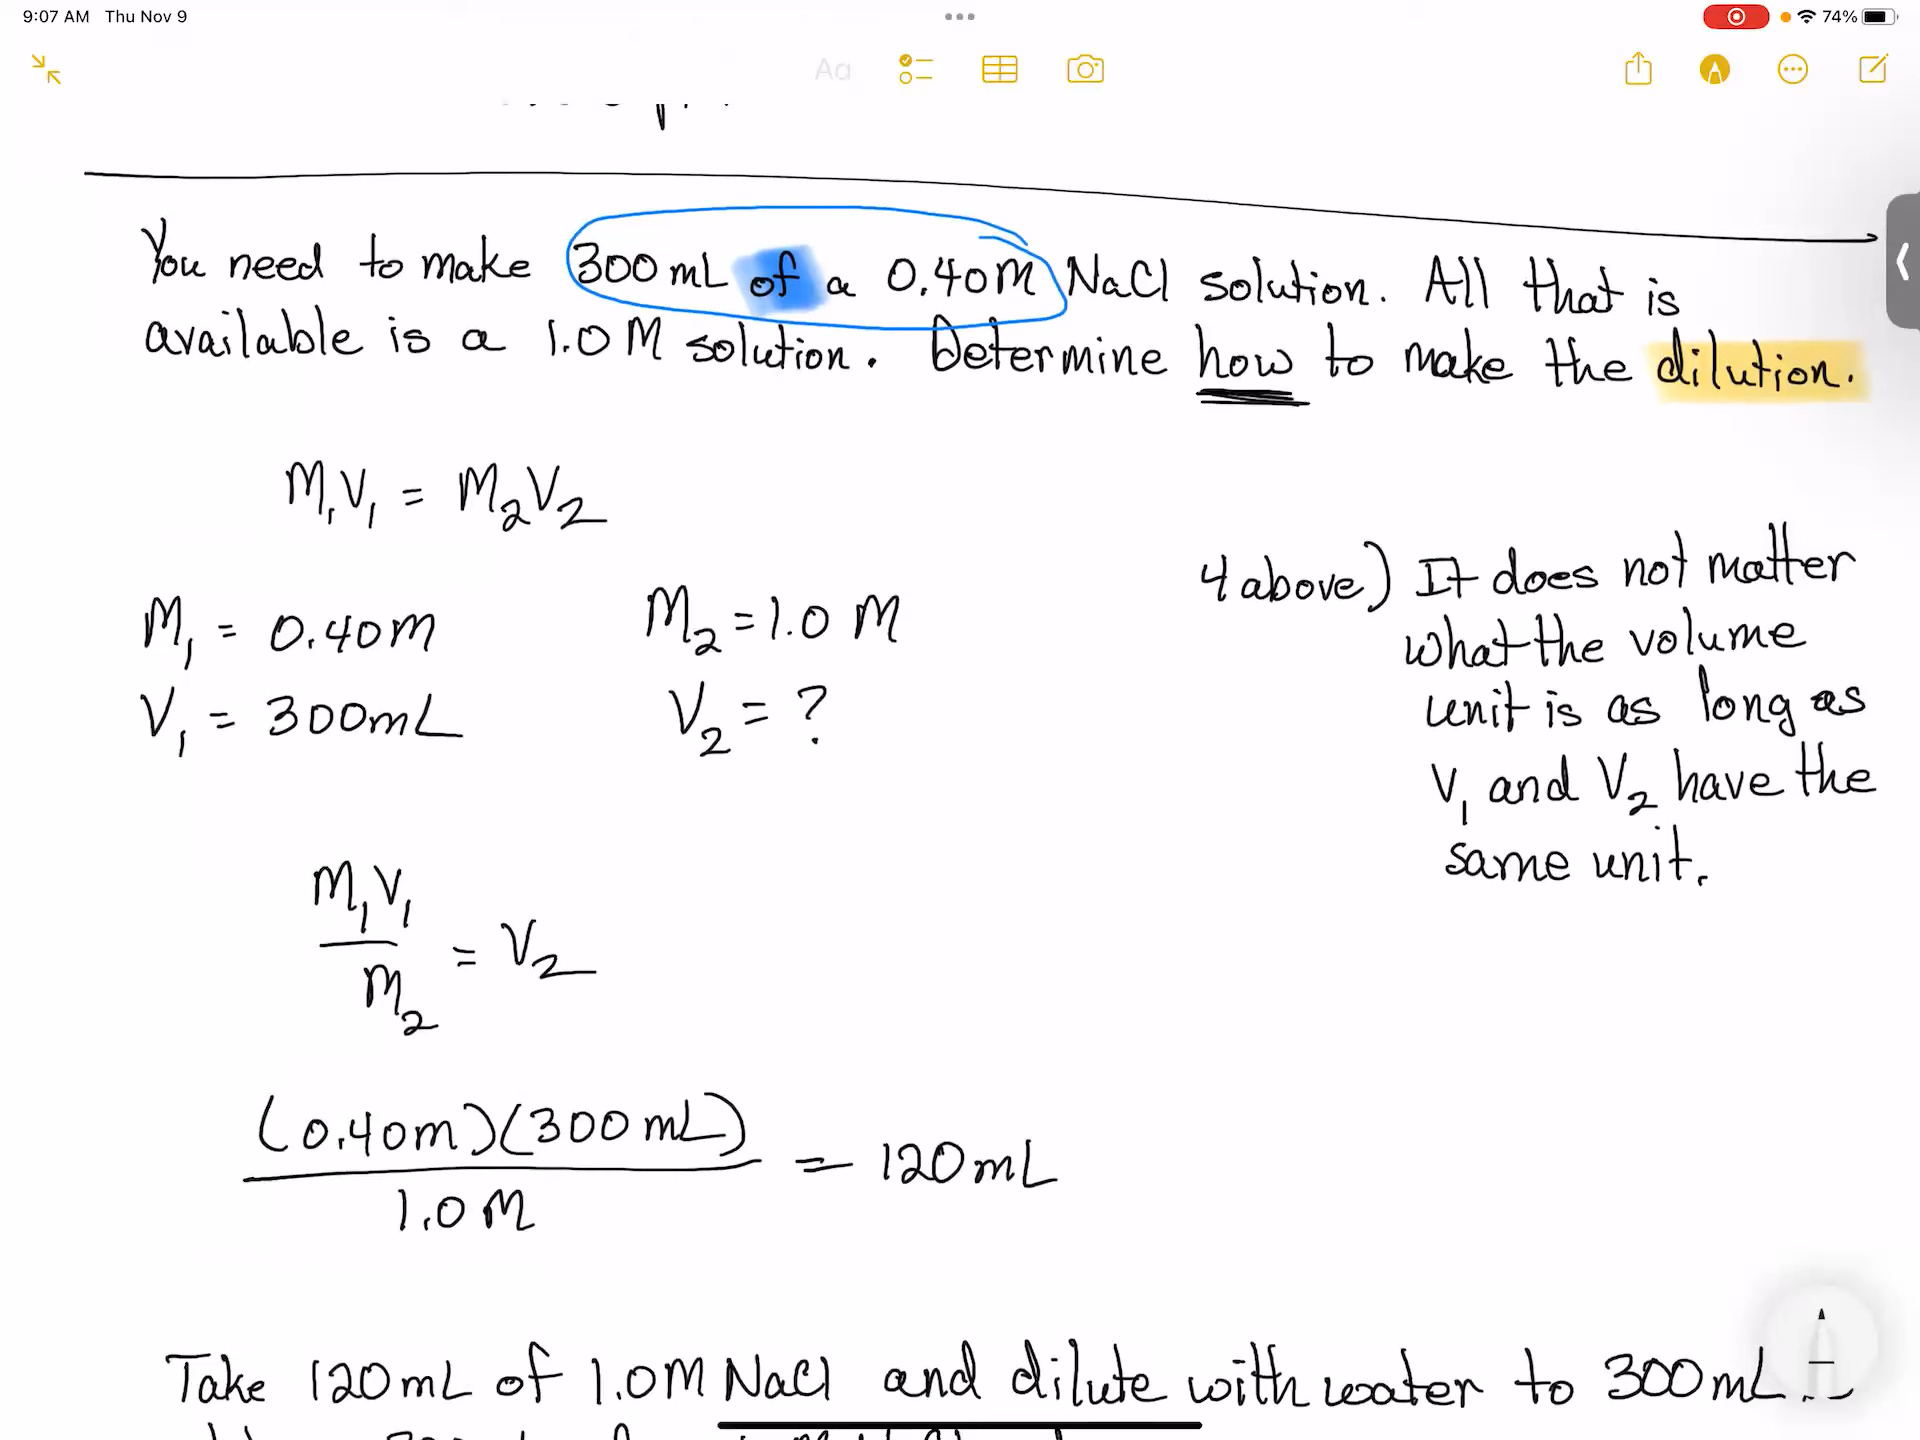 9:07 AM Thu Nov 9
74%
Aa
You need to make 300 mL of a 0.40M NaCl solution. All that is
available is a 1.0 M solution. Determine how to make the dilution.
M₁V₁ = M₂V₂
M₁ = 0.40M M₂ = 1.0 M
V₁ = 300mL V₂ = ?
4 above) It does not matter
what the volume
unit is as long as
V₁ and V₂ have the
same unit.
M₁V₁
M₂
= V₂
(0.40M)(300 mL)
1.0 M
= 120 mL
Take 120mL of 1.0M NaCl and dilute with water to 300mL